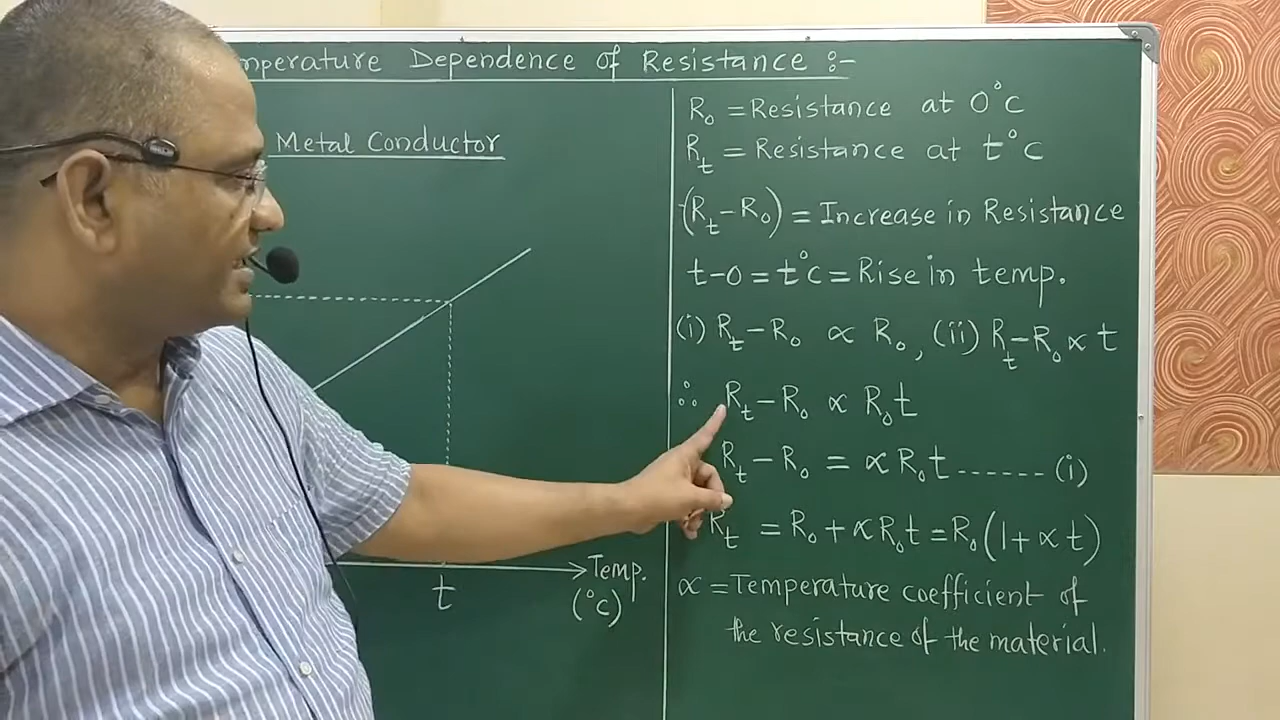 Dependence of Resistance :-
Metal Conductor
Temp.
(°C)
t
R₀ = Resistance at 0°C
Rₜ = Resistance at t°C
(Rₜ-R₀) = Increase in Resistance
t-0 = t°C = Rise in temp.
(i) Rₜ-R₀ ∝ R₀, (ii) Rₜ-R₀ ∝ t
∴ Rₜ-R₀ ∝ R₀t
Rₜ-R₀ = ∝ R₀t ------ (i)
Rₜ = R₀ + ∝R₀t = R₀(1+∝t)
∝ = Temperature coefficient of
the resistance of the material.